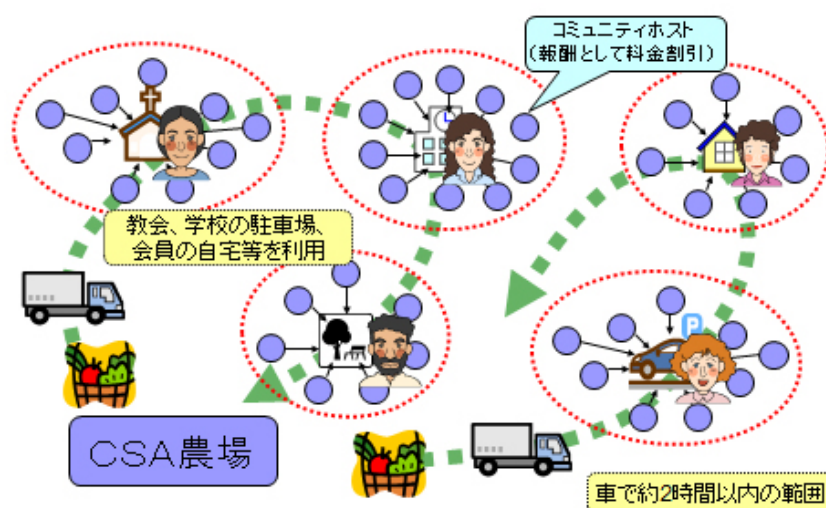 コミュニティホスト
（報酬として料金割引）
教会、学校の駐車場、
会員の自宅等を利用
P
CSA農場
車で約2時間以内の範囲